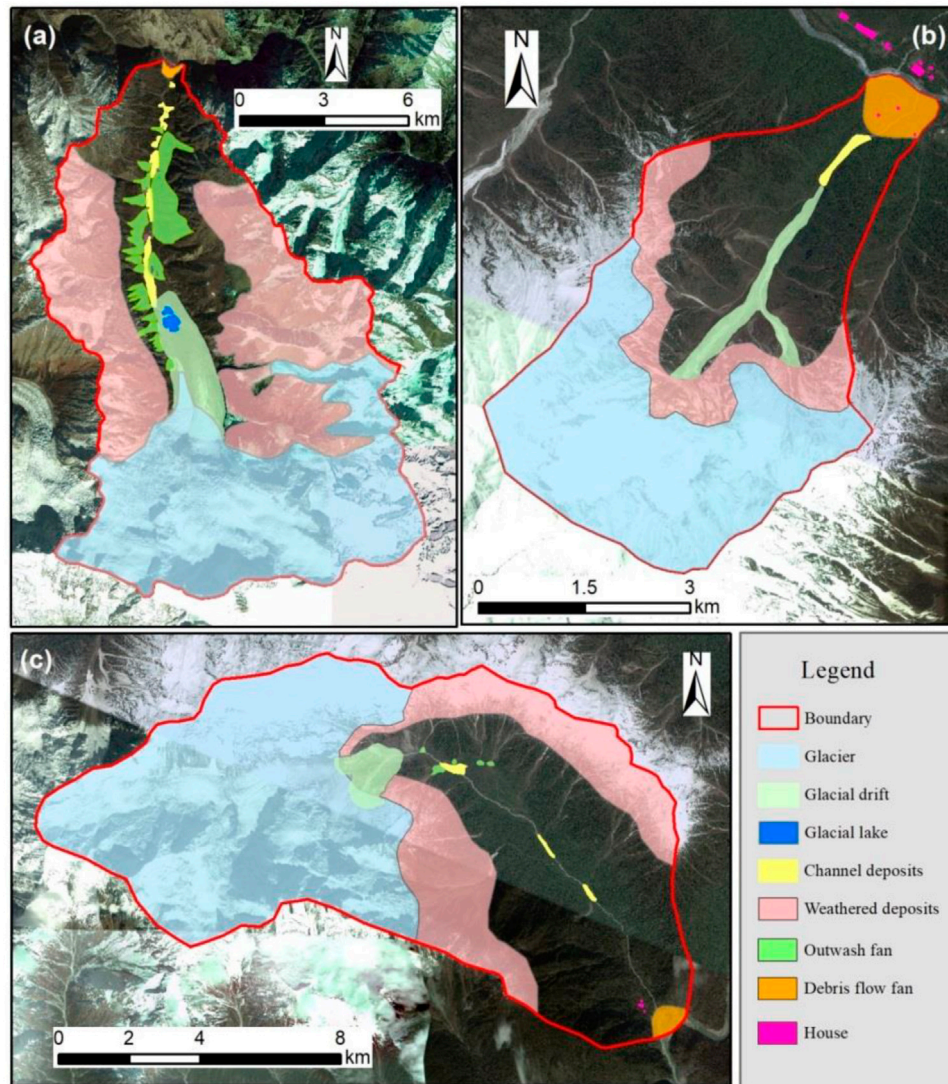 (a)
N
0 3 6
km
(b)
N
0 1.5 3
km
(c)
N
0 2 4 8
km
Legend
Boundary
Glacier
Glacial drift
Glacial lake
Channel deposits
Weathered deposits
Outwash fan
Debris flow fan
House